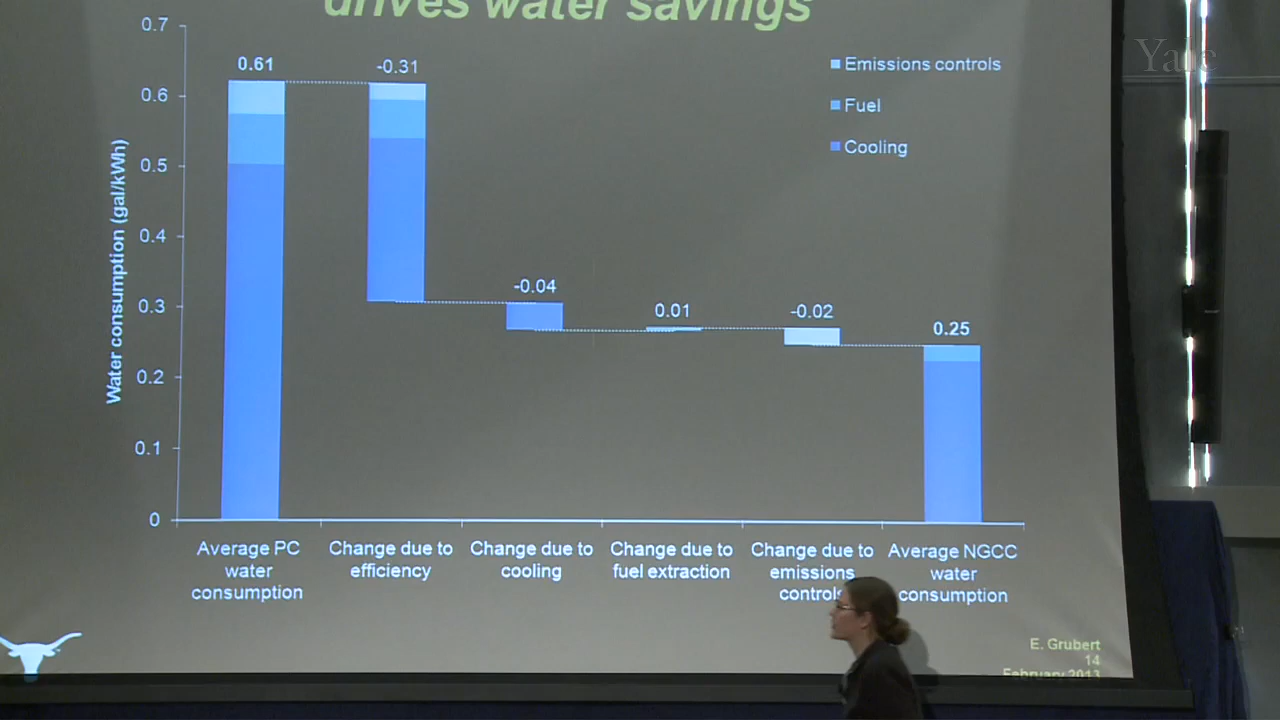 drives water savings
0.7
0.6
0.5
0.4
0.3
0.2
0.1
0
Water consumption (gal/kWh)
0.61
-0.31
-0.04
0.01
-0.02
0.25
Emissions controls
Fuel
Cooling
Average PC
water
consumption
Change due to
efficiency
Change due to
cooling
Change due to
fuel extraction
Change due to
emissions
controls
Average NGCC
water
consumption
E. Grubert
14
February 2013
Yale